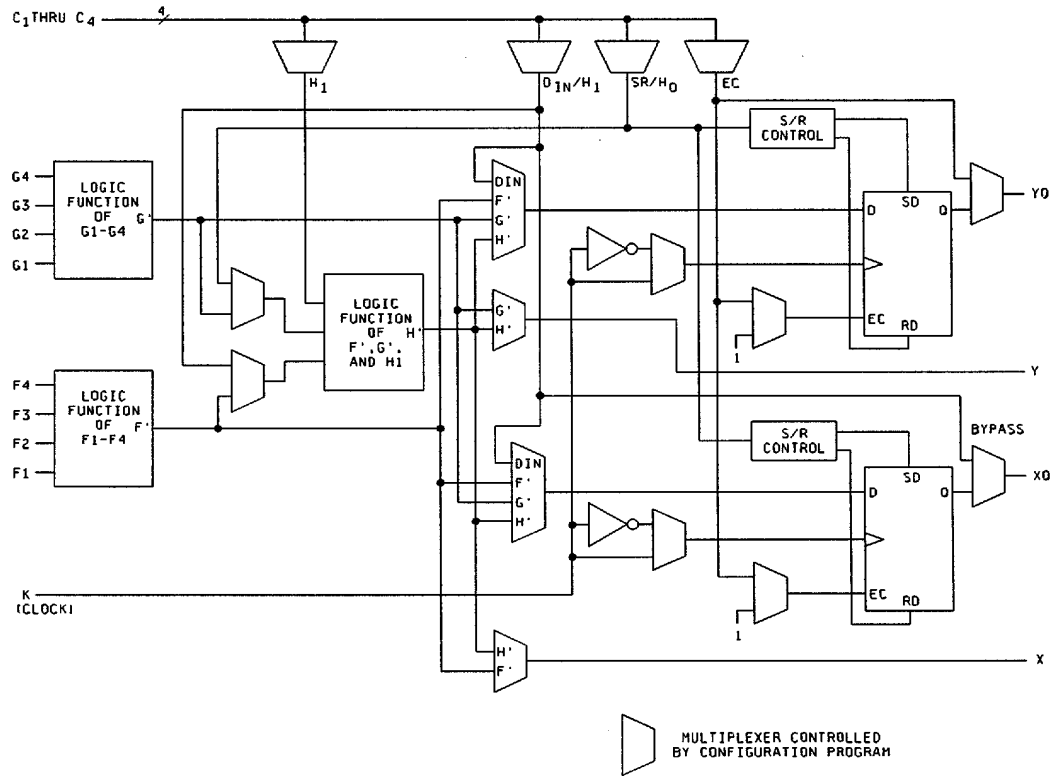 C1THRU C4
4
H1
DIN/H1
SR/H0
EC
S/R
CONTROL
G4
G3
G2
G1
LOGIC
FUNCTION
OF
G1-G4
G'
DIN
F'
G'
H'
D
SD
Q
EC
RD
YQ
1
LOGIC
FUNCTION
OF
F',G',
AND H1
H'
G'
H'
Y
F4
F3
F2
F1
LOGIC
FUNCTION
OF
F1-F4
F'
S/R
CONTROL
BYPASS
DIN
F'
G'
H'
D
SD
Q
EC
RD
XQ
1
K
(CLOCK)
H'
F'
X
MULTIPLEXER CONTROLLED
BY CONFIGURATION PROGRAM